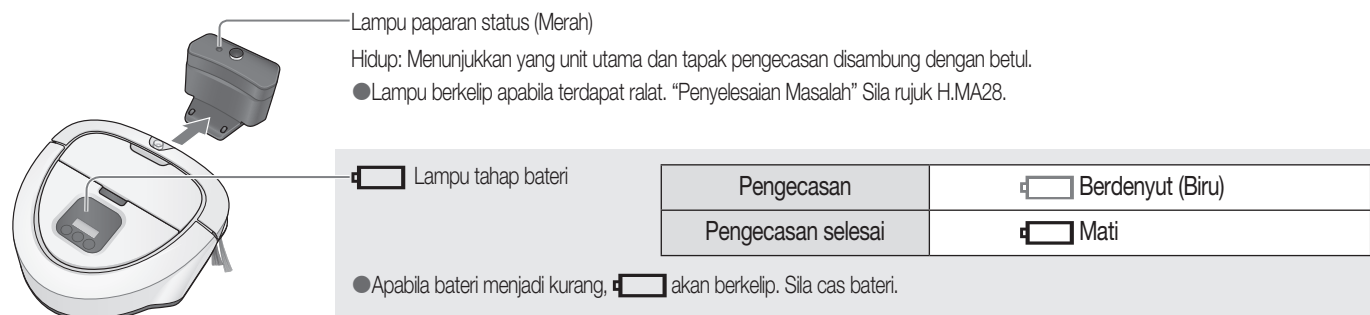 Lampu paparan status (Merah)
Hidup: Menunjukkan yang unit utama dan tapak pengecasan disambung dengan betul.
●Lampu berkelip apabila terdapat ralat. “Penyelesaian Masalah” Sila rujuk H.MA28.
Lampu tahap bateri
Pengecasan Berdenyut (Biru)
Pengecasan selesai Mati
●Apabila bateri menjadi kurang, akan berkelip. Sila cas bateri.